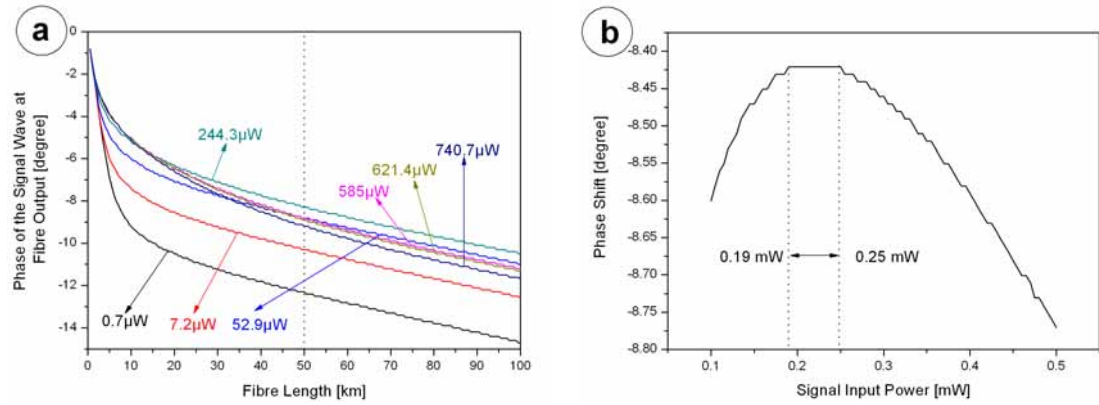 a
Phase of the Signal Wave at
Fibre Output [degree]
0
-2
-4
-6
-8
-10
-12
-14
244.3µW
740.7µW
621.4µW
585µW
0.7µW
7.2µW
52.9µW
0 10 20 30 40 50 60 70 80 90 100
Fibre Length [km]
b
Phase Shift [degree]
-8.40
-8.45
-8.50
-8.55
-8.60
-8.65
-8.70
-8.75
-8.80
0.19 mW
0.25 mW
0.1 0.2 0.3 0.4 0.5
Signal Input Power [mW]